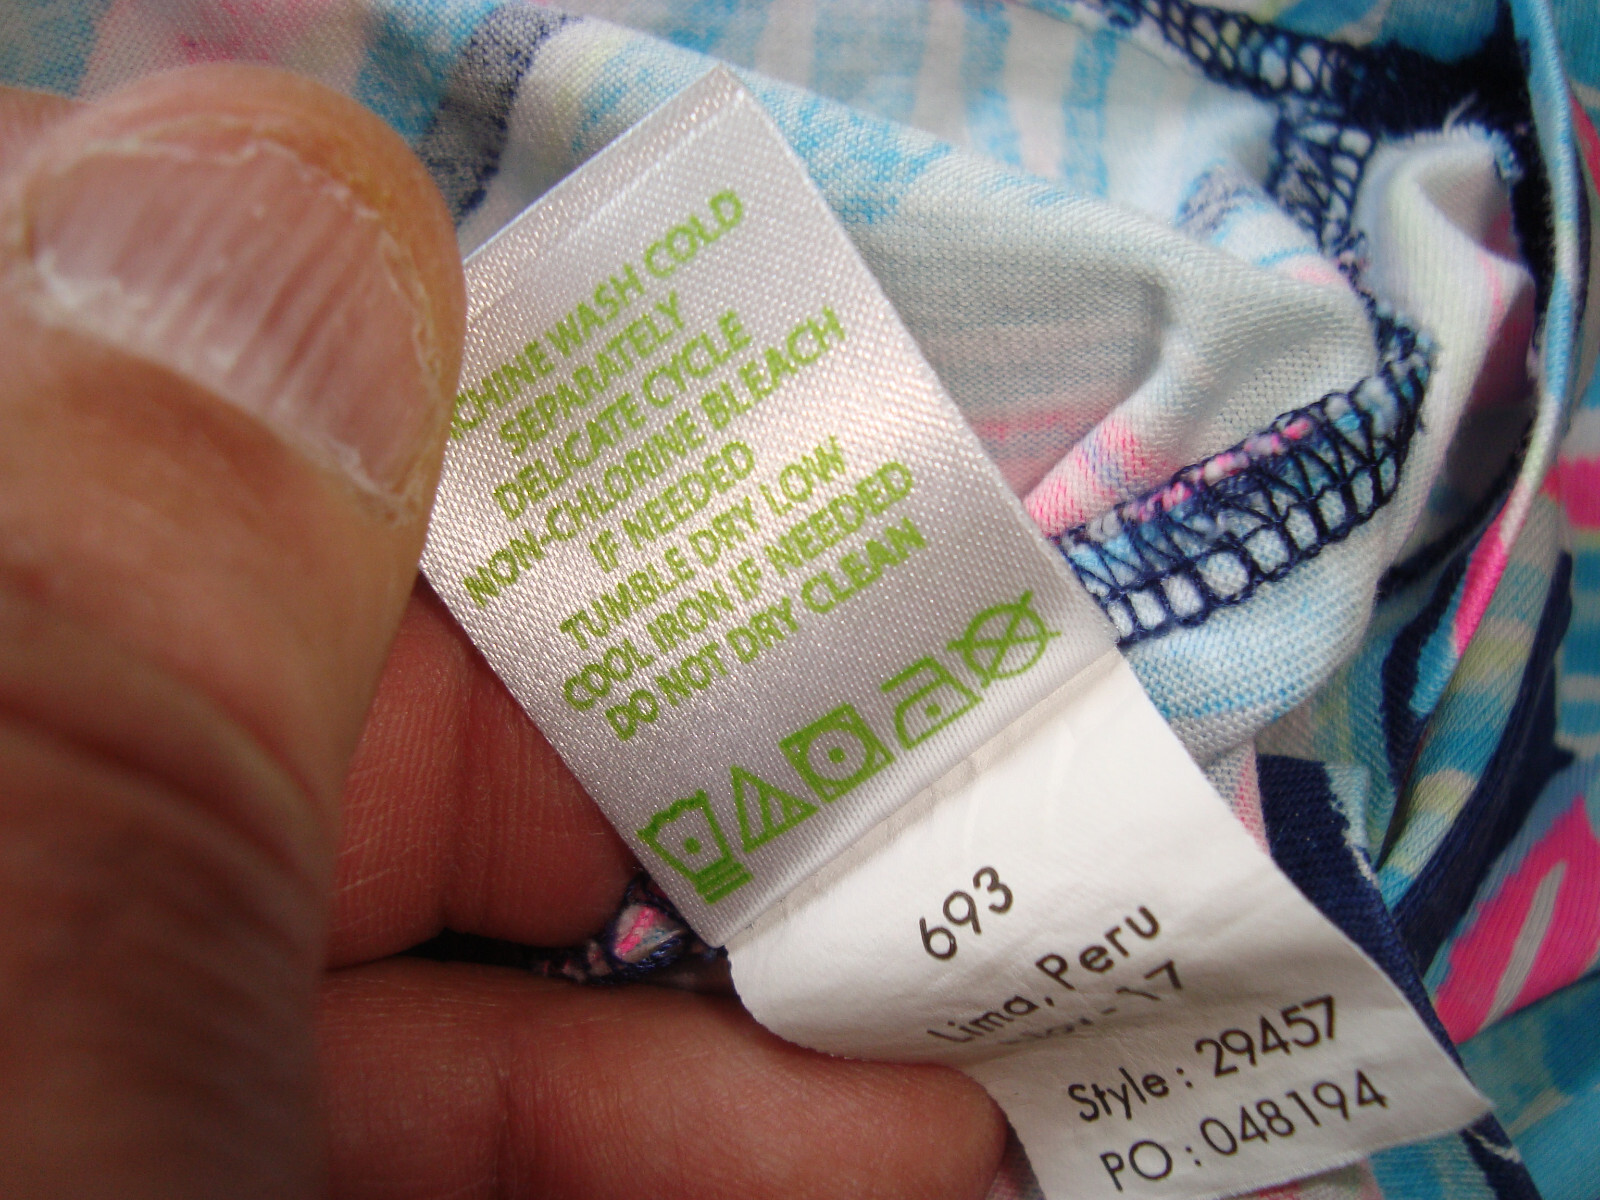 CHINE WASH COLD
SEPARATELY
DELICATE CYCLE
NON-CHLORINE BLEACH
IF NEEDED
TUMBLE DRY LOW
COOL IRON IF NEEDED
DO NOT DRY CLEAN
693
Lima, Peru
Style : 29457
PO : 048194